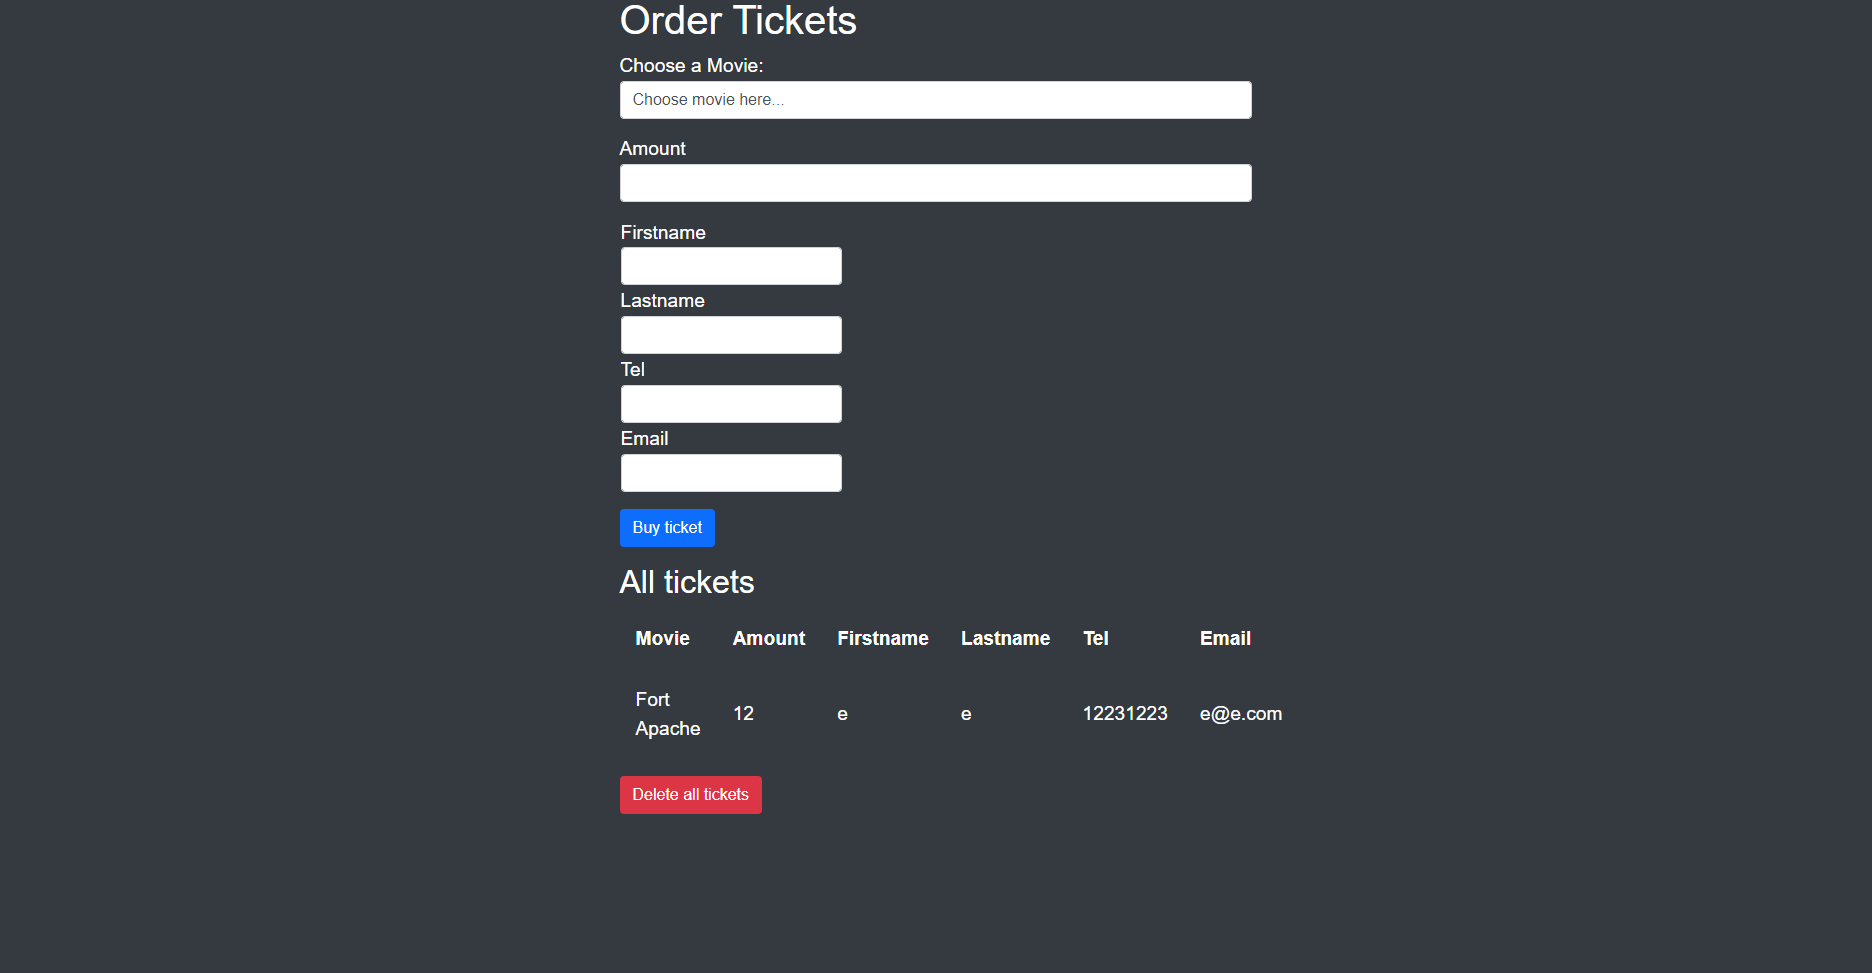 Order Tickets
Choose a Movie:
Choose movie here...
Amount
Firstname
Lastname
Tel
Email
Buy ticket
All tickets
Movie Amount Firstname Lastname Tel Email
Fort
Apache 12 e e 12231223 e@e.com
Delete all tickets